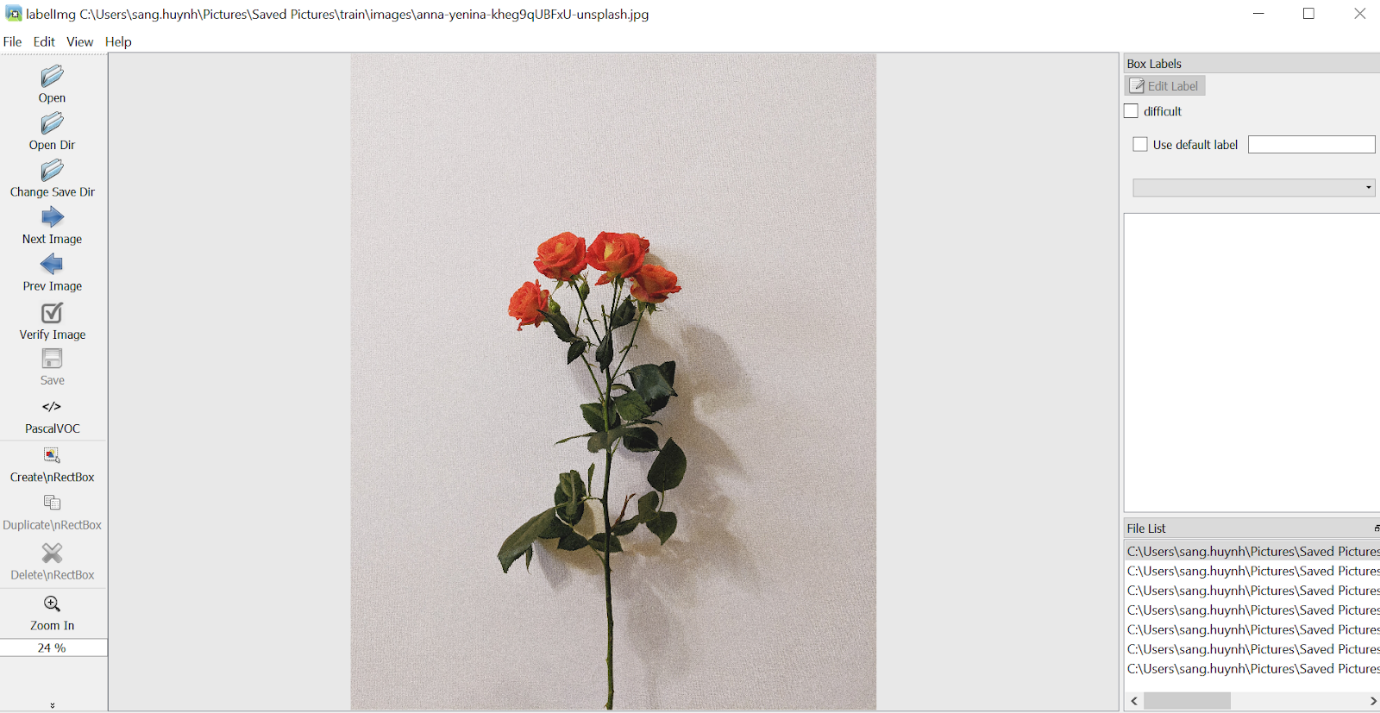 labelImg C:\Users\sang.huynh\Pictures\Saved Pictures\train\images\anna-yenina-kheg9qUBFxU-unsplash.jpg
File Edit View Help
Open
Open Dir
Change Save Dir
Next Image
Prev Image
Verify Image
Save
</>
PascalVOC
Create\nRectBox
Duplicate\nRectBox
Delete\nRectBox
Zoom In
24 %
Box Labels
Edit Label
difficult
Use default label
File List
C:\Users\sang.huynh\Pictures\Saved Pictures
C:\Users\sang.huynh\Pictures\Saved Pictures
C:\Users\sang.huynh\Pictures\Saved Pictures
C:\Users\sang.huynh\Pictures\Saved Pictures
C:\Users\sang.huynh\Pictures\Saved Pictures
C:\Users\sang.huynh\Pictures\Saved Pictures
C:\Users\sang.huynh\Pictures\Saved Pictures